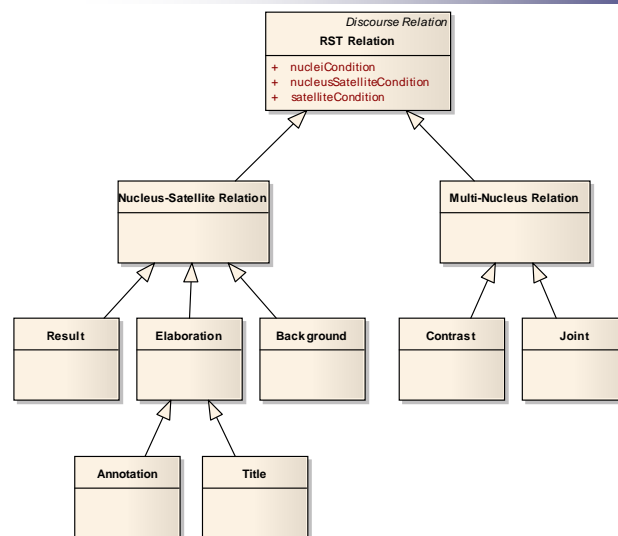 Discourse Relation
RST Relation
+ nucleiCondition
+ nucleusSatelliteCondition
+ satelliteCondition
Nucleus-Satellite Relation
Multi-Nucleus Relation
Result
Elaboration
Background
Contrast
Joint
Annotation
Title